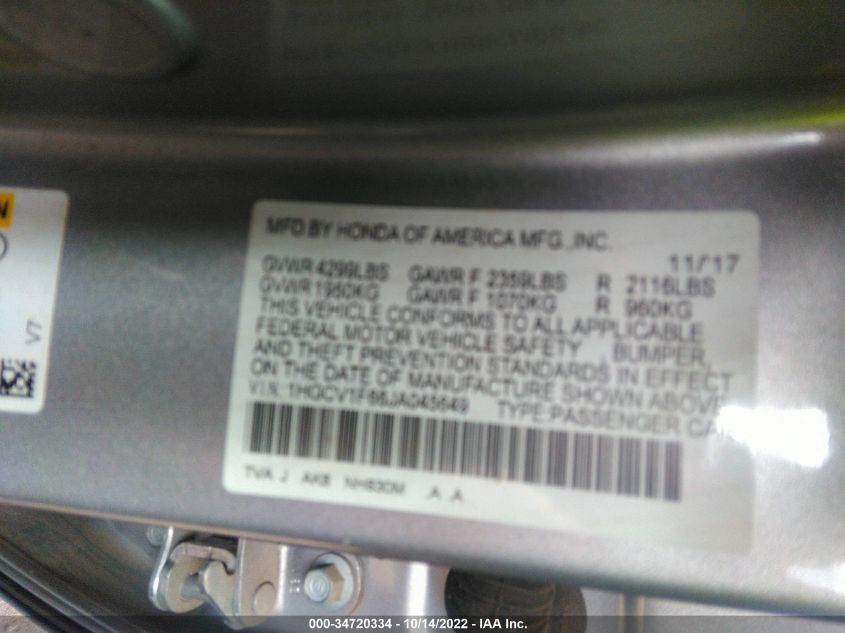 MFD.BY HONDA OF AMERICA MFG.,INC.
11/17
GVWR 4299LBS GAWR F 2359LBS R 2116LBS
GVWR 1950KG GAWR F 1070KG R 960KG
THIS VEHICLE CONFORMS TO ALL APPLICABLE
FEDERAL MOTOR VEHICLE SAFETY BUMPER,
AND THEFT PREVENTION STANDARDS IN EFFECT
ON THE DATE OF MANUFACTURE SHOWN ABOVE
V.I.N.: TYPE:PASSENGER CAR
TVA J AK8 NH830M .A .A
V7
000-34720334 - 10/14/2022 - IAA Inc.